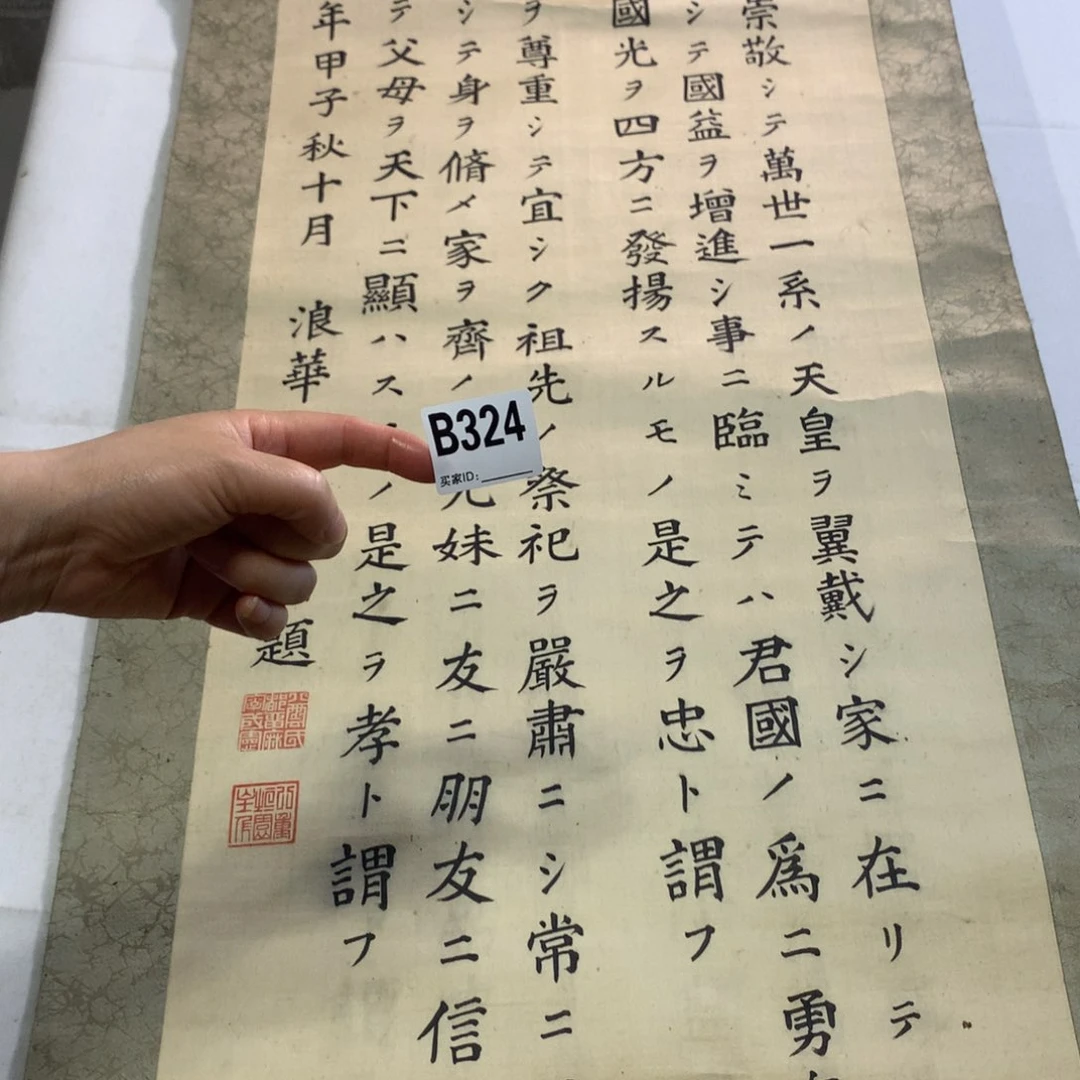 崇敬シテ萬世一系ノ天皇ヲ翼戴シ家ニ在リテ
シテ國益ヲ增進シ事ニ臨ミテハ君國ノ爲ニ勇
國光ヲ四方ニ發揚スルモノ是之ヲ忠ト謂フ
ヲ尊重シテ宜シク祖先ノ祭祀ヲ嚴肅ニシ常ニ
シテ身ヲ脩メ家ヲ齊ノ妹ニ友ニ朋友ニ信
テ父母ヲ天下ニ顯ハスノ是之ヲ孝ト謂フ
年甲子秋十月 浪華 題
B324
买家ID: